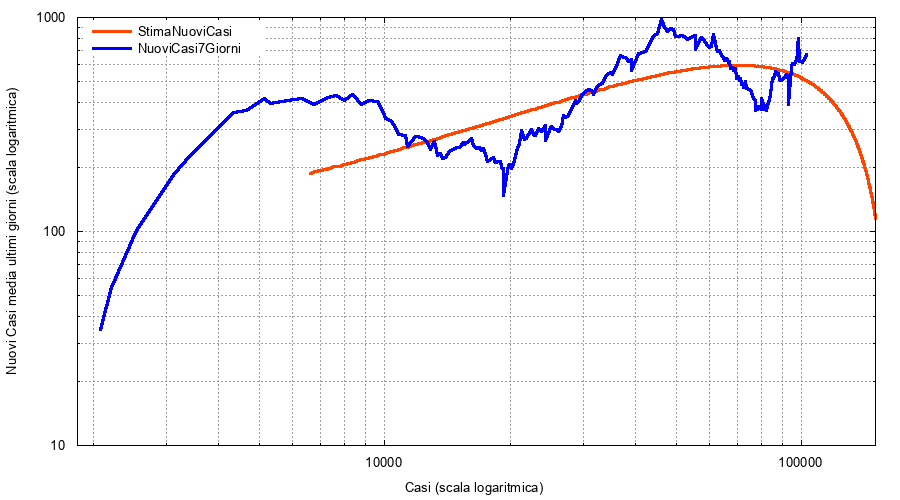 1000
StimaNuoviCasi
NuoviCasi7Giorni
Nuovi Casi media ultimi giorni (scala logaritmica)
100
10
10000
100000
Casi (scala logaritmica)